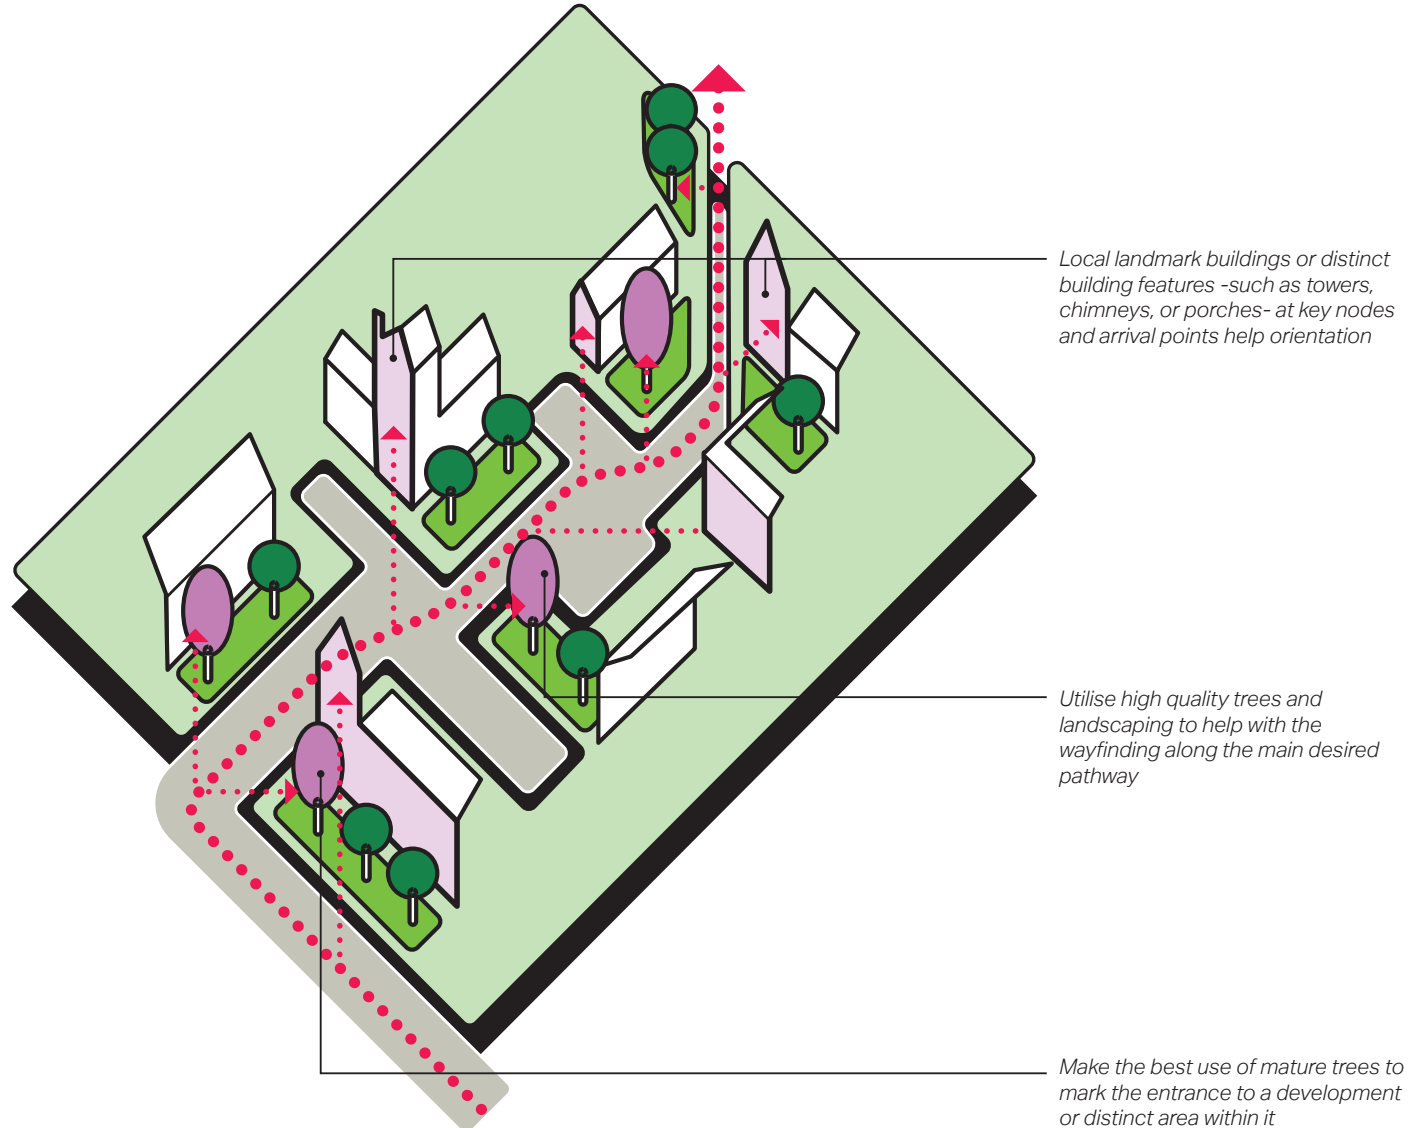 Local landmark buildings or distinct
building features -such as towers,
chimneys, or porches- at key nodes
and arrival points help orientation
Utilise high quality trees and
landscaping to help with the
wayfinding along the main desired
pathway
Make the best use of mature trees to
mark the entrance to a development
or distinct area within it